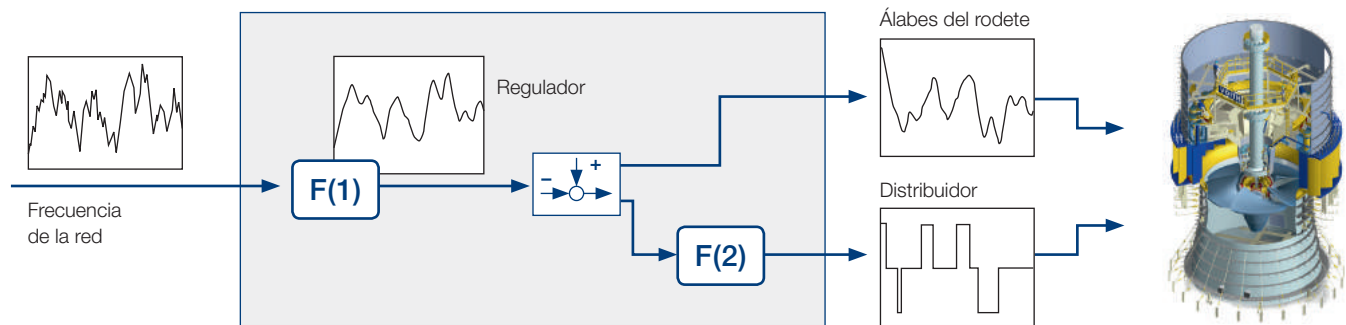 Álabes del rodete
Regulador
F(1)
− +
Frecuencia
de la red
Distribuidor
F(2)